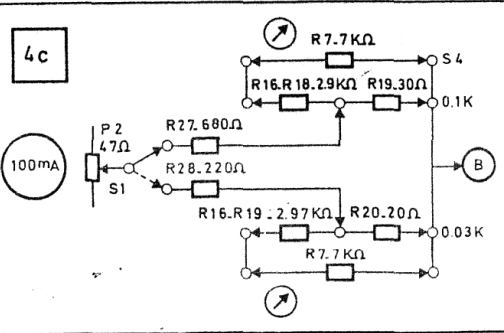 4c
R7-7KΩ
S4
R16-R18-2.9KΩ
R19-30Ω
0.1K
P2
47Ω
R27-680Ω
100mA
S1
R28-220Ω
B
R16-R19-2.97KΩ
R20-20Ω
0.03K
R7-7KΩ